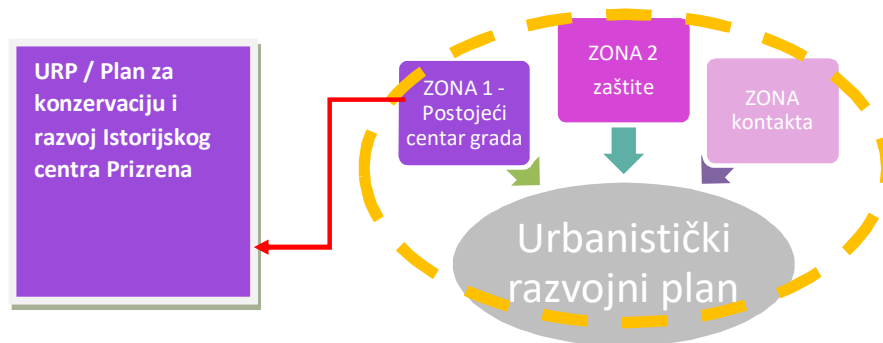 URP / Plan za
konzervaciju i
razvoj Istorijskog
centra Prizrena
ZONA 1 -
Postojeći
centar grada
ZONA 2
zaštite
ZONA
kontakta
Urbanistički
razvojni plan